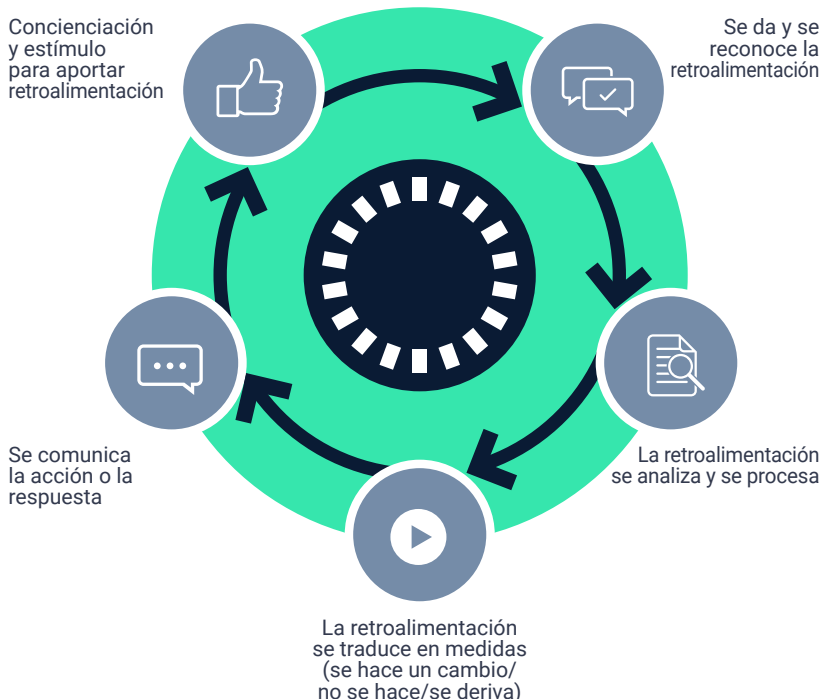 Concienciación
y estímulo
para aportar
retroalimentación
Se da y se
reconoce la
retroalimentación
La retroalimentación
se analiza y se procesa
La retroalimentación
se traduce en medidas
(se hace un cambio/
no se hace/se deriva)
Se comunica
la acción o la
respuesta